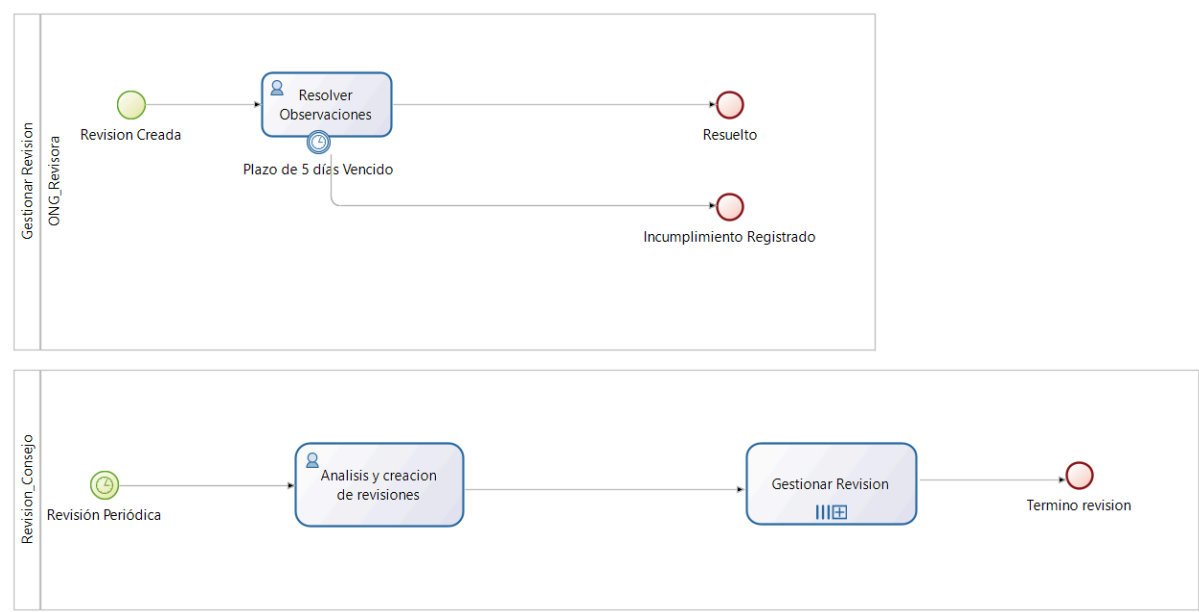 Gestionar Revision
ONG_Revisora
Revision Creada
Resolver
Observaciones
Plazo de 5 días Vencido
Resuelto
Incumplimiento Registrado
Revision_Consejo
Revisión Periódica
Analisis y creacion
de revisiones
Gestionar Revision
Termino revision